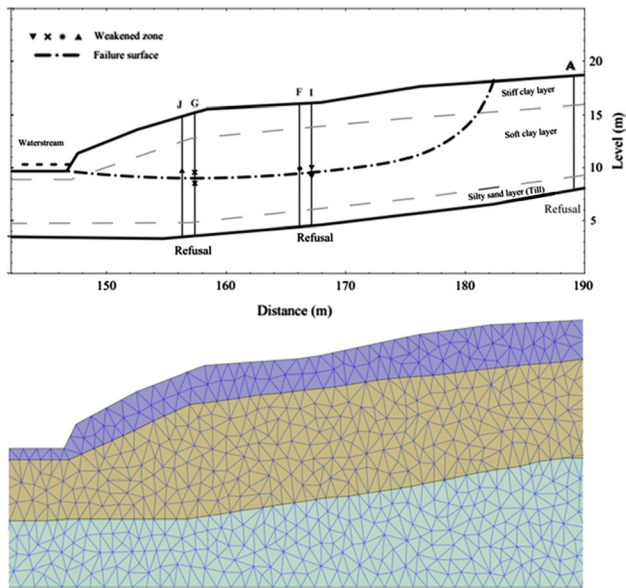 Weakened zone
Failure surface
20
A
Stiff clay layer
J G F I
15
Soft clay layer
Waterstream
10
Level (m)
Silty sand layer (Till)
Refusal
5
Refusal Refusal
150 160 170 180 190
Distance (m)